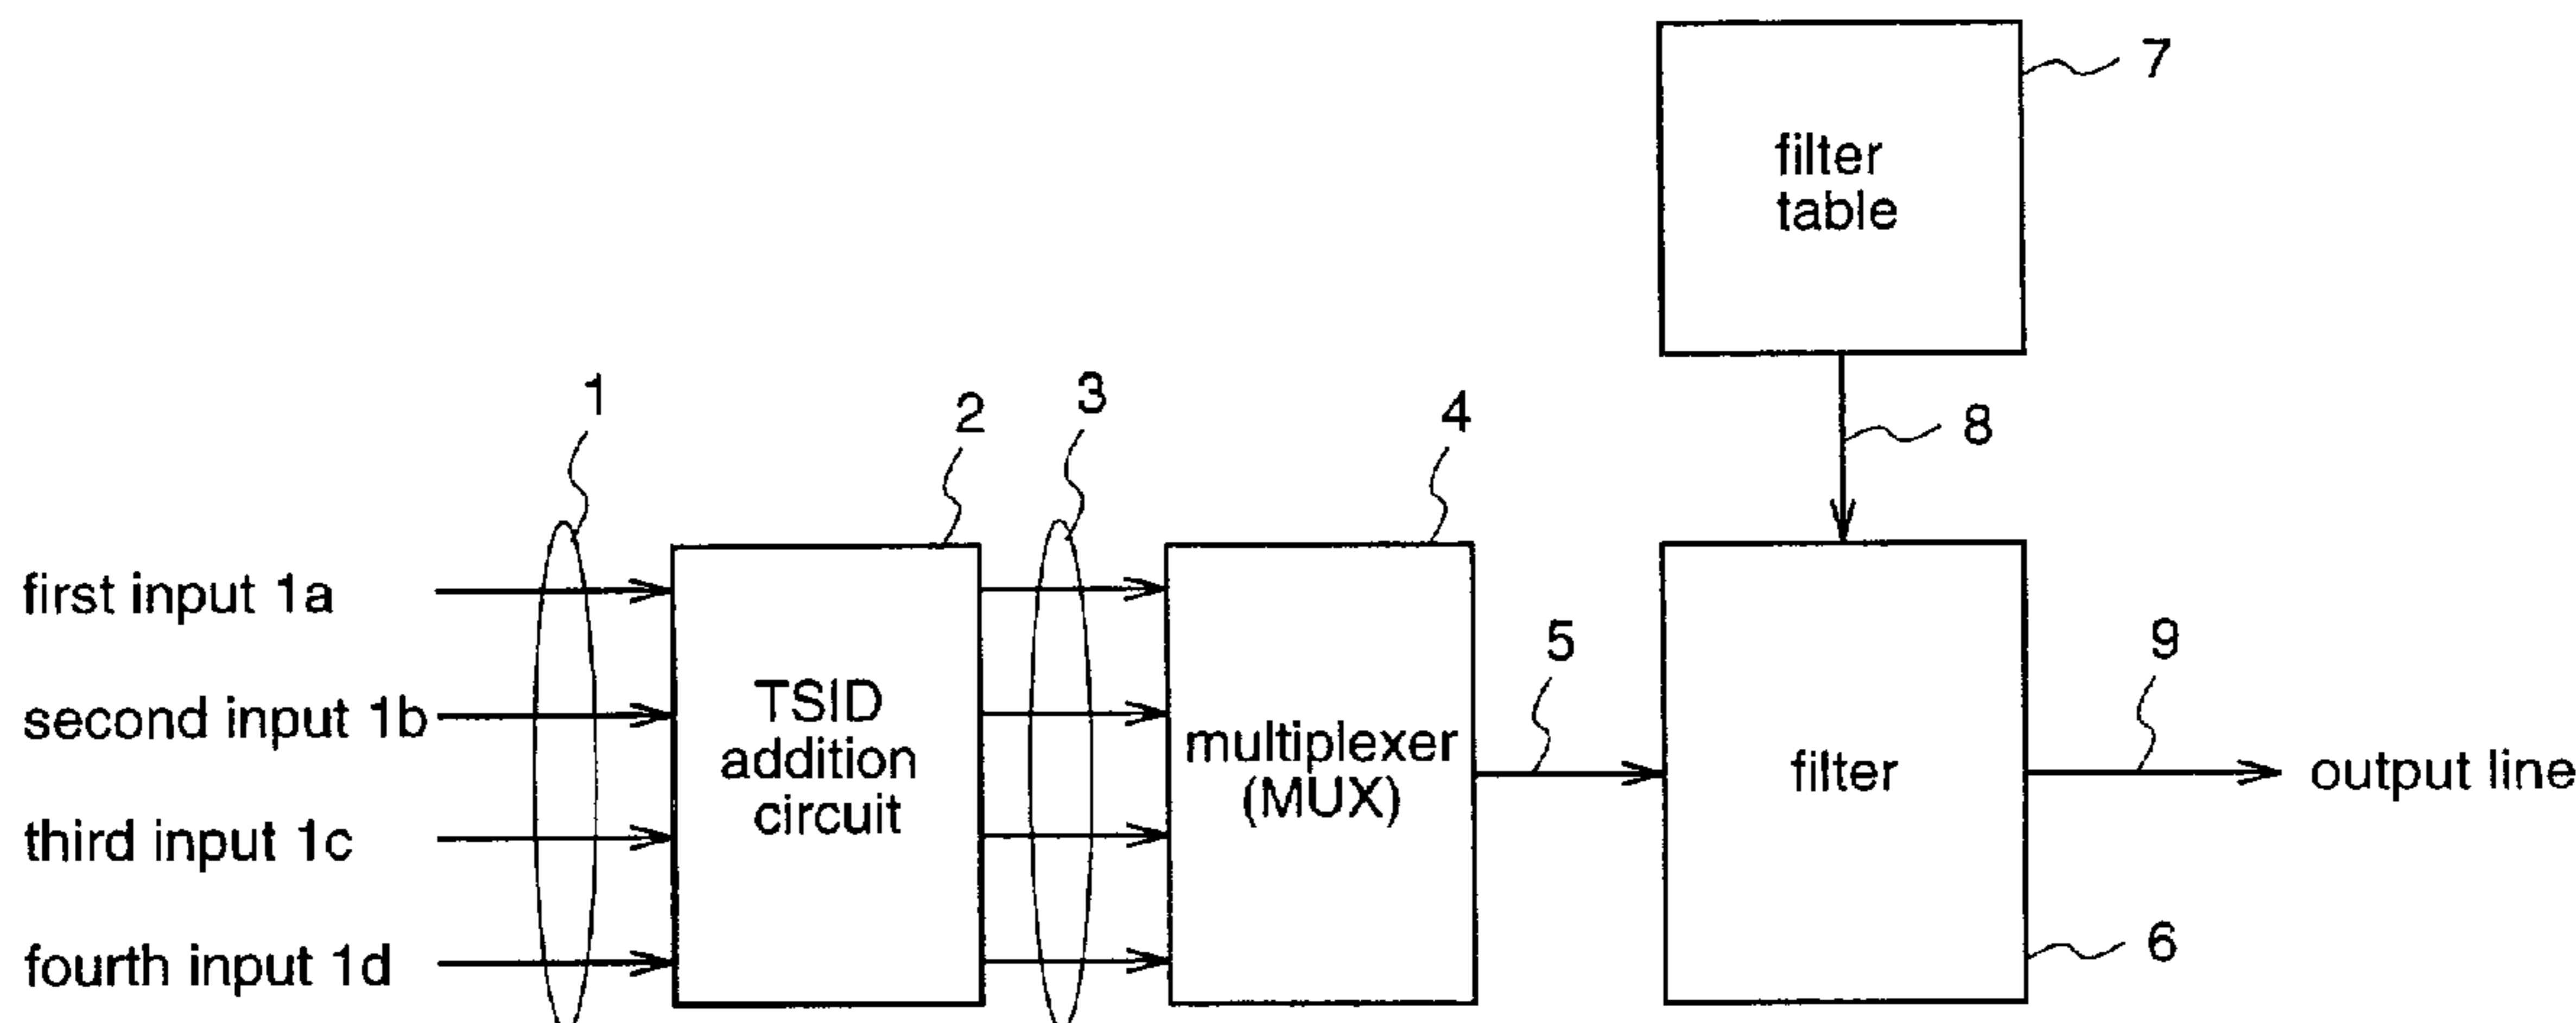 7
filter
table
8
1
2
3
4
first input 1a
second input 1b
third input 1c
fourth input 1d
TSID
addition
circuit
multiplexer
(MUX)
5
filter
9
output line
6